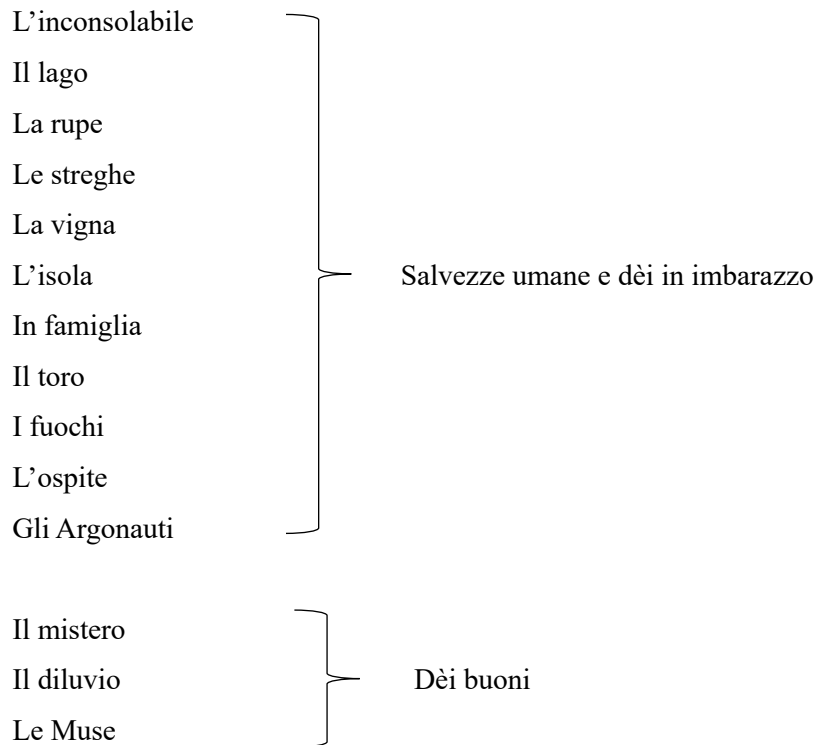 L’inconsolabile
Il lago
La rupe
Le streghe
La vigna
L’isola
Salvezze umane e dèi in imbarazzo
In famiglia
Il toro
I fuochi
L’ospite
Gli Argonauti
Il mistero
Il diluvio
Dèi buoni
Le Muse